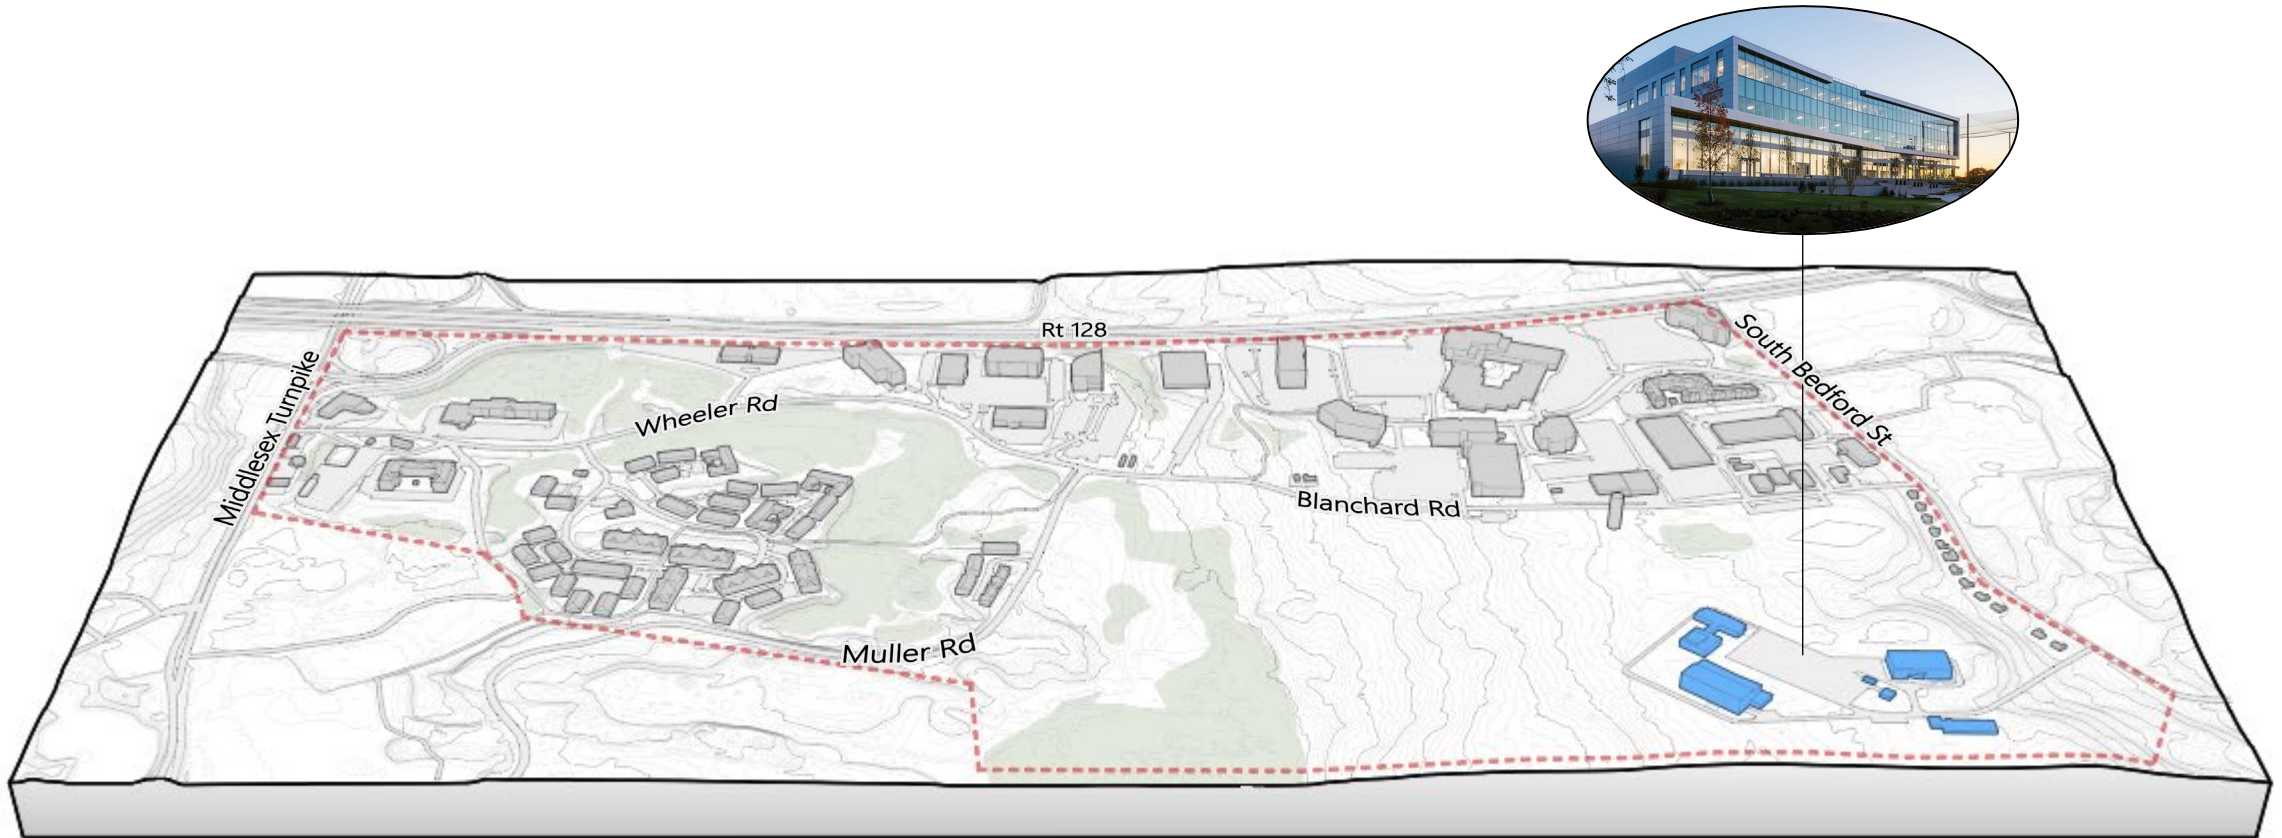 Rt 128
South Bedford St
Middlesex Turnpike
Wheeler Rd
Blanchard Rd
Muller Rd